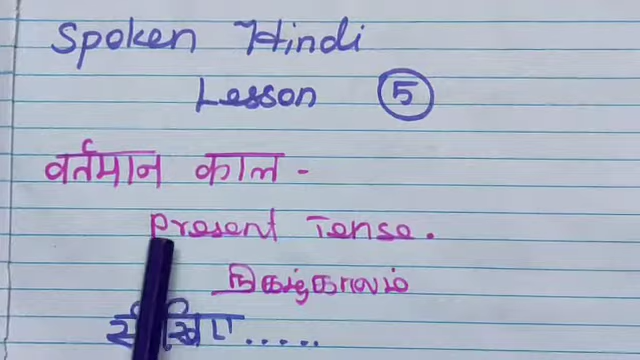 Spoken Hindi
Lesson 5
वर्तमान काल -
Present Tense.
நிகழ்காலம்
.....